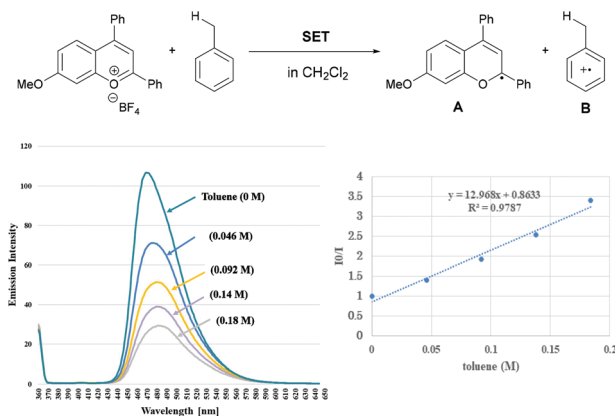 Ph
MeO
O
⊕
Ph
⊖
BF4
+
H
SET
in CH2Cl2
Ph
MeO
O
•
Ph
A
+
H
+•
B
120
100
80
60
40
20
0
Emission Intensity
Toluene (0 M)
(0.046 M)
(0.092 M)
(0.14 M)
(0.18 M)
360 370 380 390 400 410 420 430 440 450 460 470 480 490 500 510 520 530 540 550 560 570 580 590 600 610 620 630 640 650
Wavelength [nm]
4
3.5
3
2.5
2
1.5
1
0.5
0
I0/I
y = 12.968x + 0.8633
R² = 0.9787
0 0.05 0.1 0.15 0.2
toluene (M)